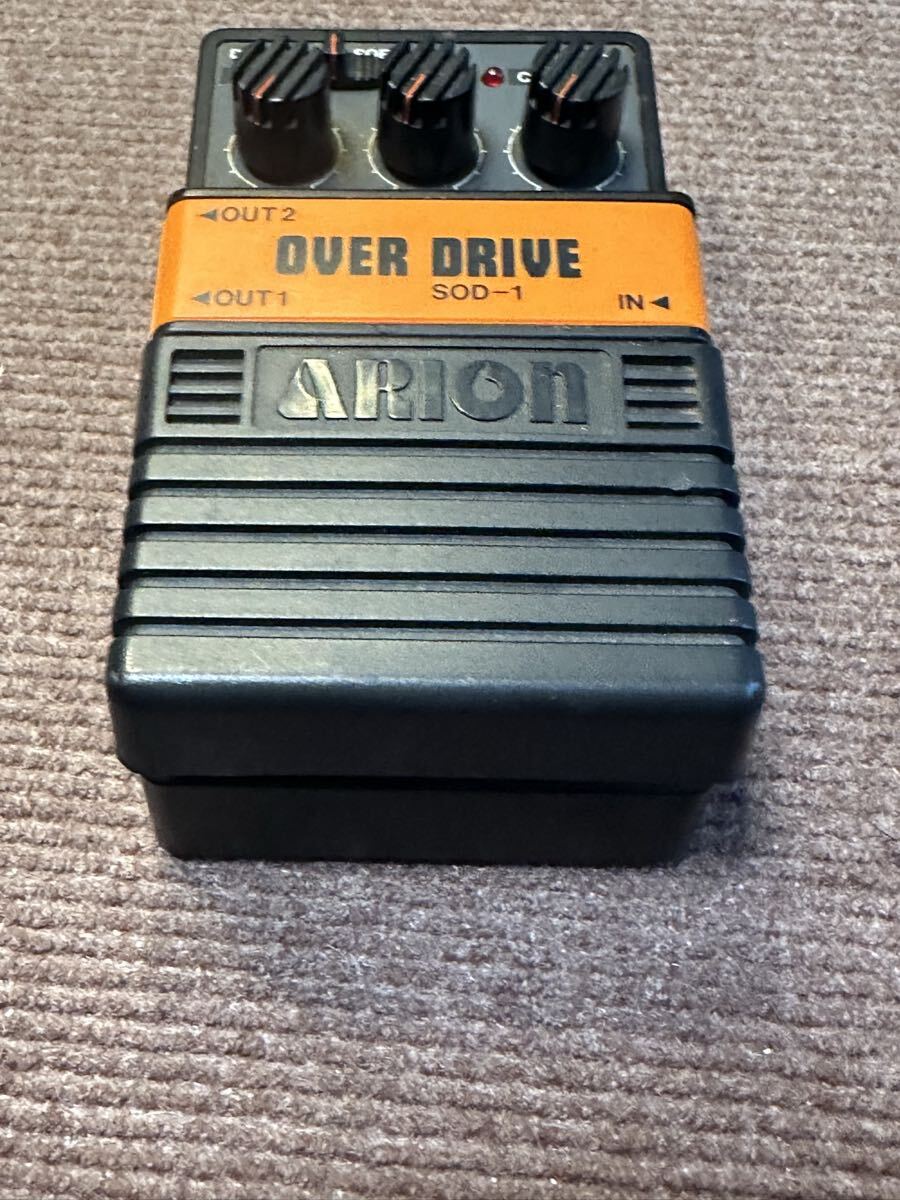 ◄OUT2
OVER DRIVE
◄OUT1
SOD-1
IN◄
ARION